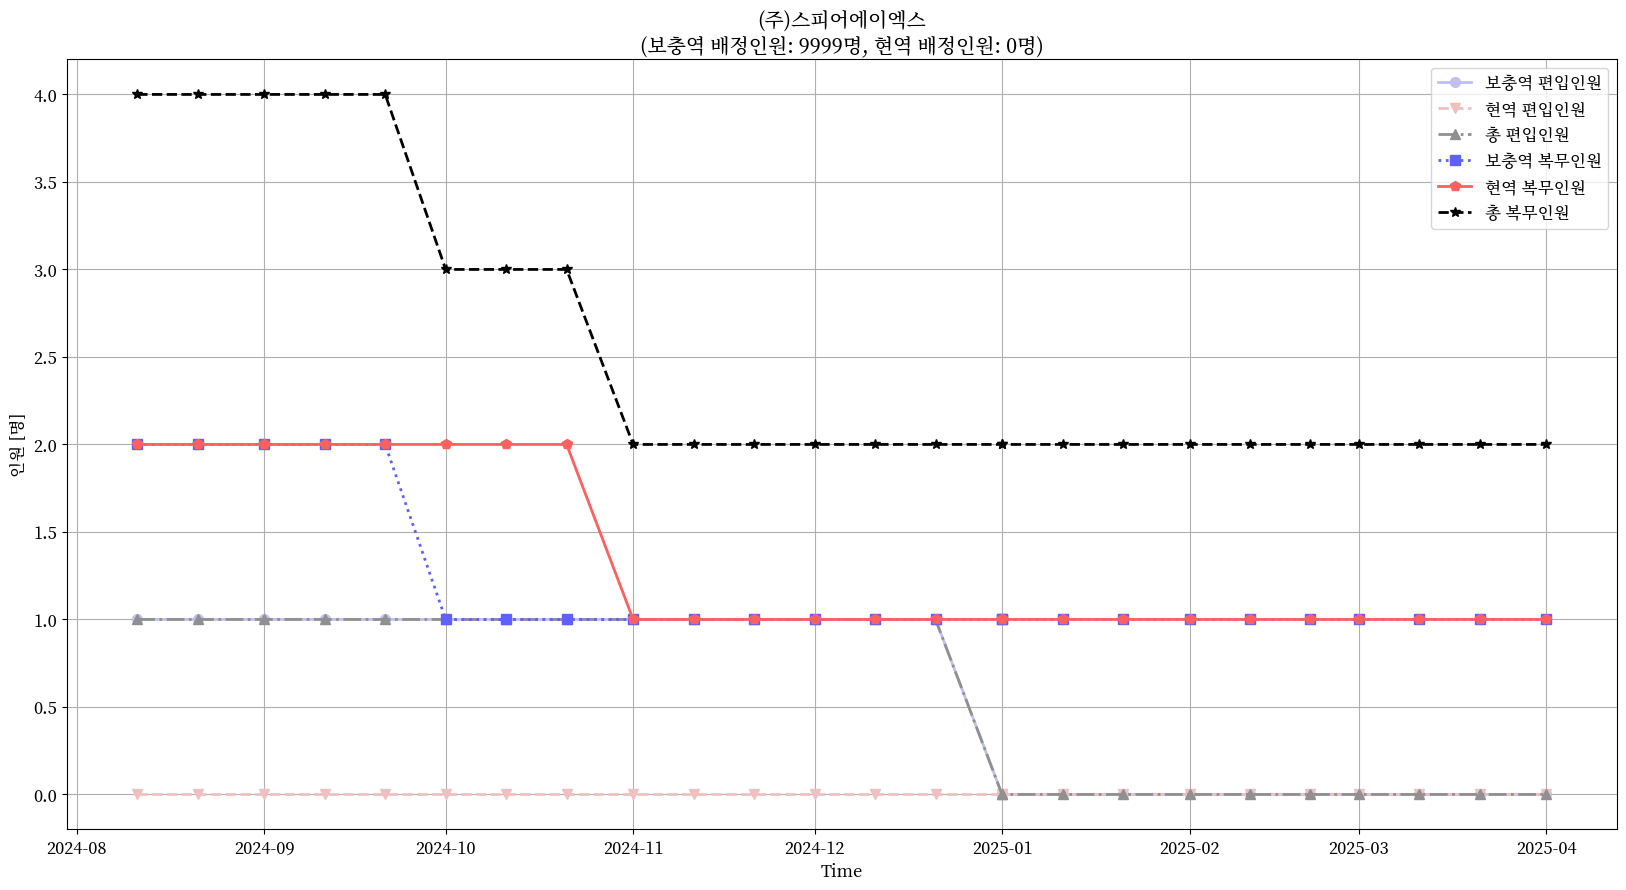 (주)스피어에이엑스
(보충역 배정인원: 9999명, 현역 배정인원: 0명)
보충역 편입인원
현역 편입인원
총 편입인원
보충역 복무인원
현역 복무인원
총 복무인원
4.0
3.5
3.0
2.5
2.0
1.5
1.0
0.5
0.0
인원 [명]
2024-08 2024-09 2024-10 2024-11 2024-12 2025-01 2025-02 2025-03 2025-04
Time